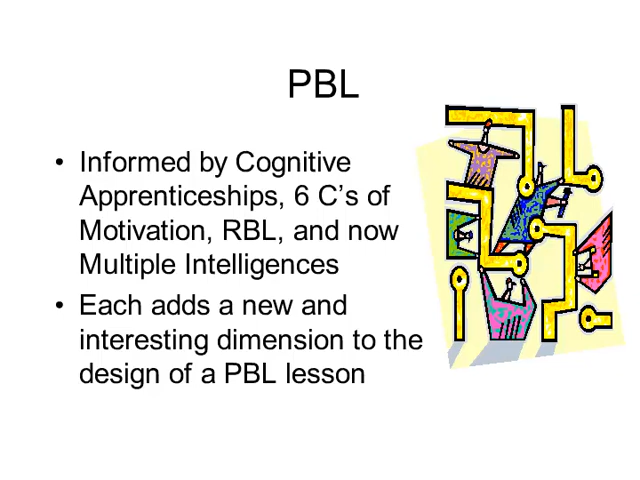 PBL
• Informed by Cognitive
Apprenticeships, 6 C’s of
Motivation, RBL, and now
Multiple Intelligences
• Each adds a new and
interesting dimension to the
design of a PBL lesson